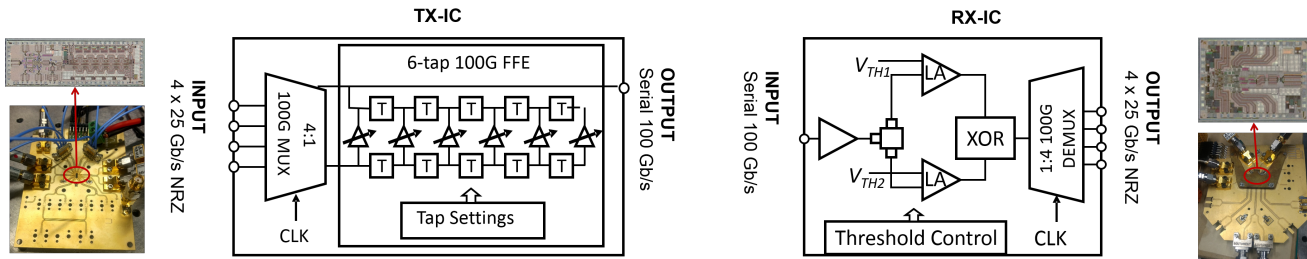 TX-IC
INPUT
4 x 25 Gb/s NRZ
100G MUX
4:1
CLK
6-tap 100G FFE
T T T T T
T T T T T
Tap Settings
OUTPUT
Serial 100 Gb/s
RX-IC
INPUT
Serial 100 Gb/s
VTH1
LA
VTH2
LA
XOR
Threshold Control
1:4 100G
DEMUX
CLK
OUTPUT
4 x 25 Gb/s NRZ